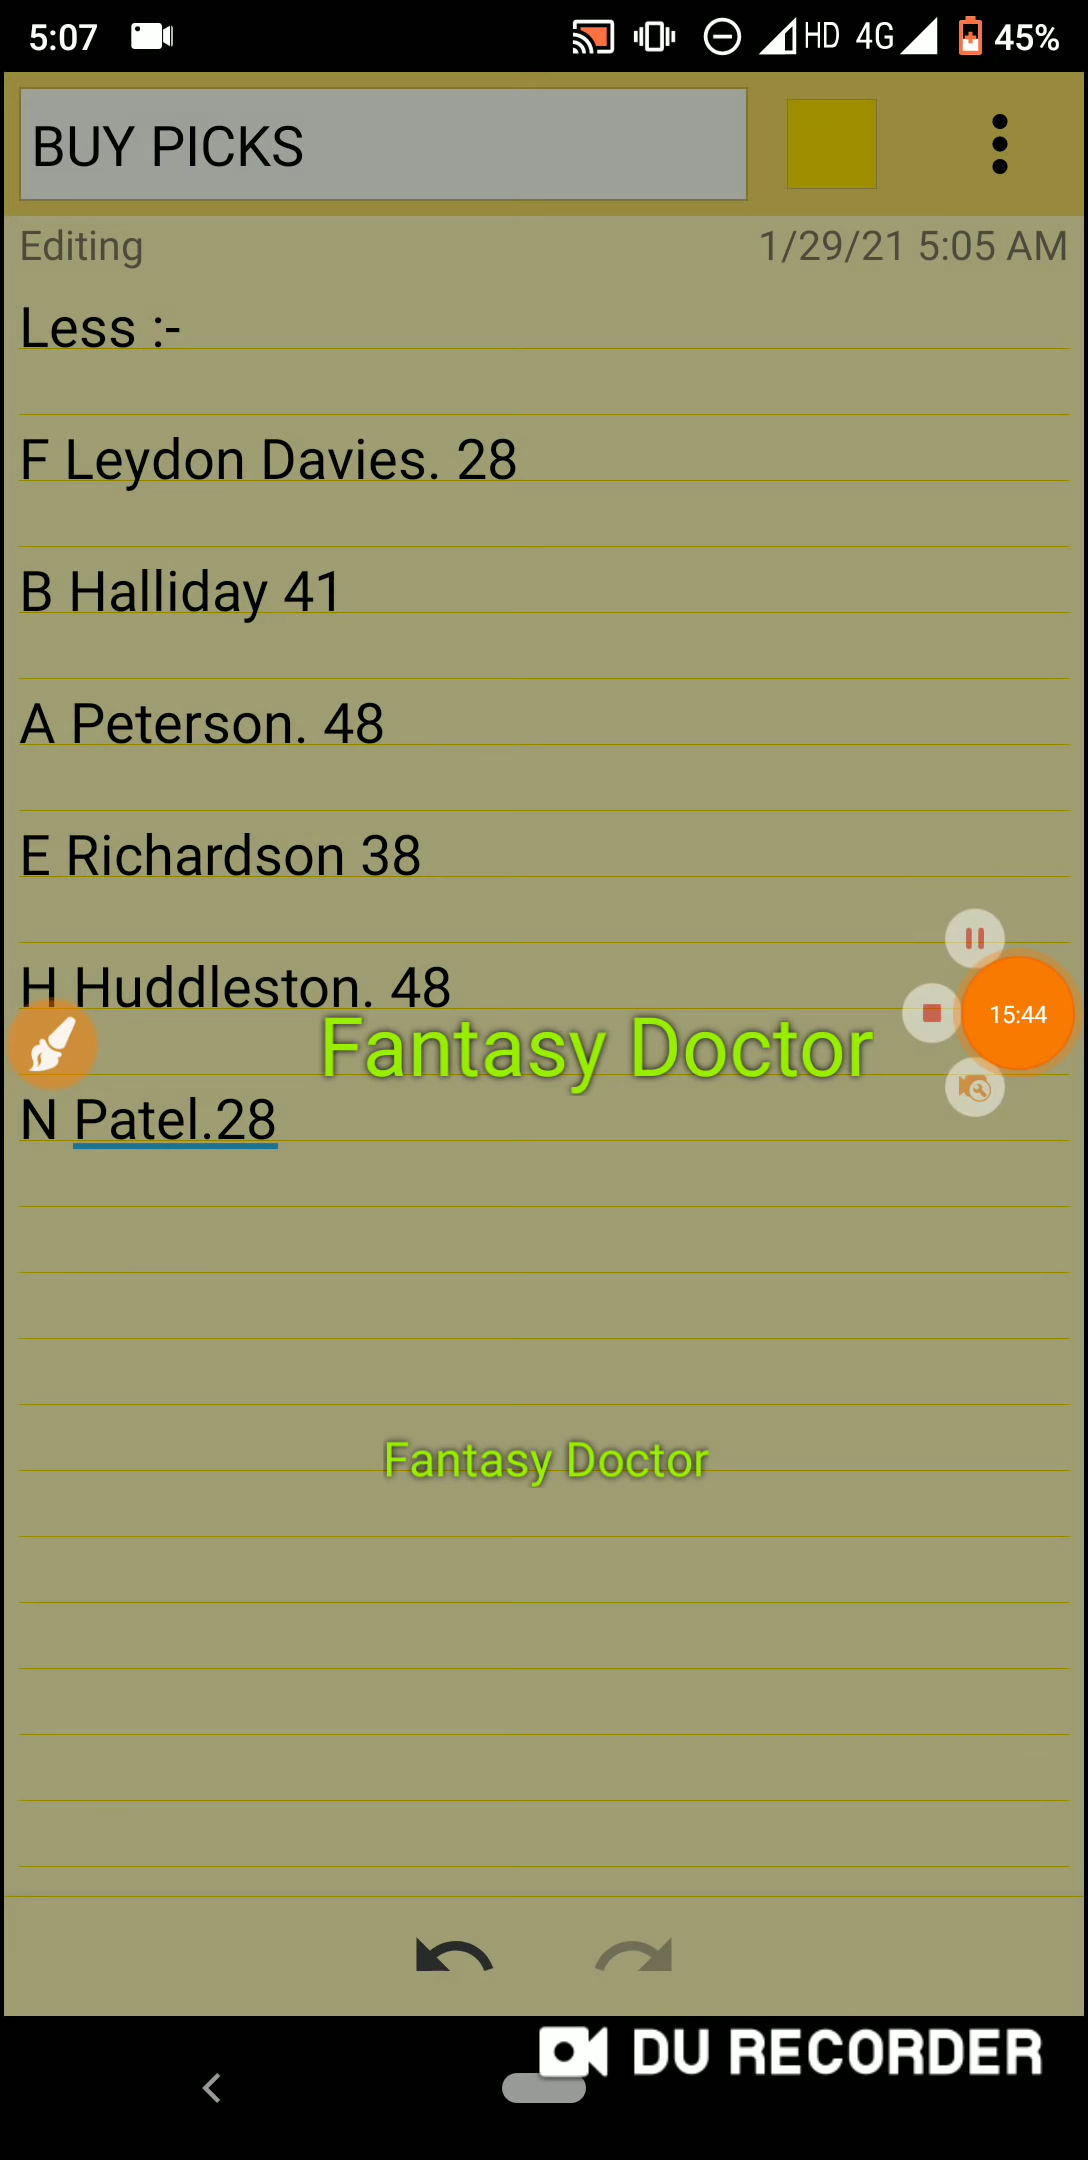 5:07 HD 4G 45%
BUY PICKS
Editing 1/29/21 5:05 AM
Less :-
F Leydon Davies. 28
B Halliday 41
A Peterson. 48
E Richardson 38
H Huddleston. 48
15:44
Fantasy Doctor
N Patel.28
Fantasy Doctor
DU RECORDER